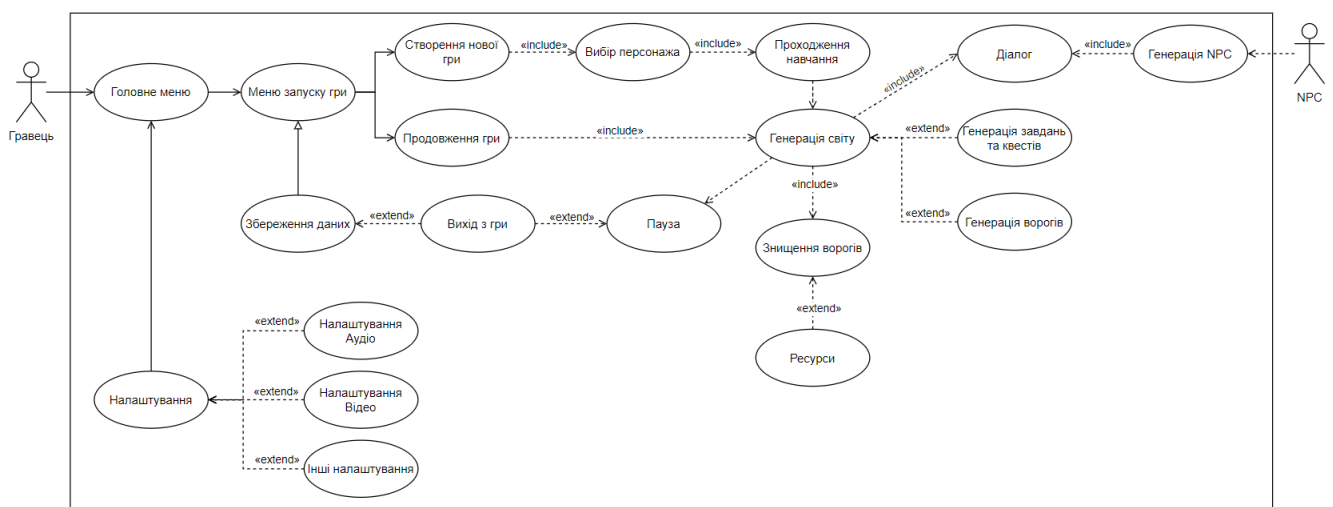 Гравець
Головне меню
Меню запуску гри
Створення нової
гри
«include»
Вибір персонажа
«include»
Проходження
навчання
Діалог
«include»
Генерація NPC
NPC
«include»
Продовження гри
«include»
Генерація світу
«extend»
Генерація завдань
та квестів
«include»
«extend»
Генерація ворогів
Збереження даних
«extend»
Вихід з гри
«extend»
Пауза
Знищення ворогів
«extend»
Ресурси
«extend»
Налаштування
Аудіо
Налаштування
«extend»
Налаштування
Відео
«extend»
Інші налаштування